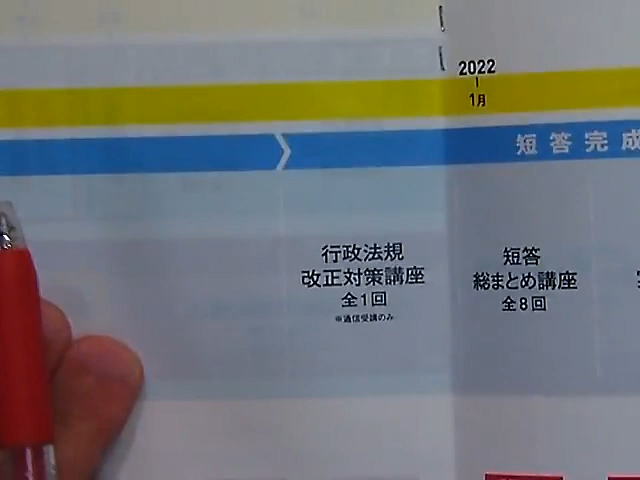 2022
1月
短答完成
行政法規
改正対策講座
全1回
※通信受講のみ
短答
総まとめ講座
全8回